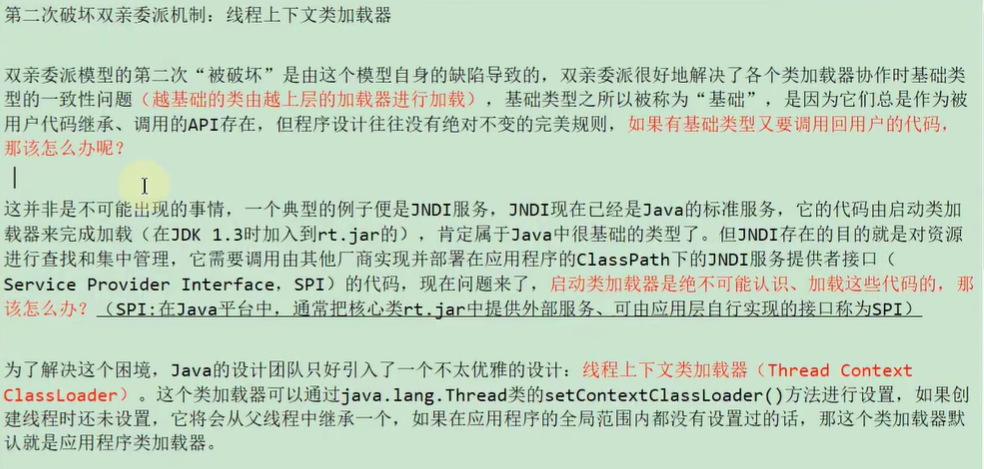 第二次破坏双亲委派机制：线程上下文类加载器
双亲委派模型的第二次“被破坏”是由这个模型自身的缺陷导致的，双亲委派很好地解决了各个类加载器协作时基础类
型的一致性问题（越基础的类由越上层的加载器进行加载），基础类型之所以被称为“基础”，是因为它们总是作为被
用户代码继承、调用的API存在，但程序设计往往没有绝对不变的完美规则，如果有基础类型又要调用回用户的代码，
那该怎么办呢？
这并非是不可能出现的事情，一个典型的例子便是JNDI服务，JNDI现在已经是Java的标准服务，它的代码由启动类加
载器来完成加载（在JDK 1.3时加入到rt.jar的），肯定属于Java中很基础的类型了。但JNDI存在的目的就是对资源
进行查找和集中管理，它需要调用由其他厂商实现并部署在应用程序的ClassPath下的JNDI服务提供者接口（
Service Provider Interface，SPI）的代码，现在问题来了，启动类加载器是绝不可能认识、加载这些代码的，那
该怎么办？（SPI:在Java平台中，通常把核心类rt.jar中提供外部服务、可由应用层自行实现的接口称为SPI）
为了解决这个困境，Java的设计团队只好引入了一个不太优雅的设计：线程上下文类加载器（Thread Context
ClassLoader）。这个类加载器可以通过java.lang.Thread类的setContextClassLoader()方法进行设置，如果创
建线程时还未设置，它将会从父线程中继承一个，如果在应用程序的全局范围内都没有设置过的话，那这个类加载器默
认就是应用程序类加载器。